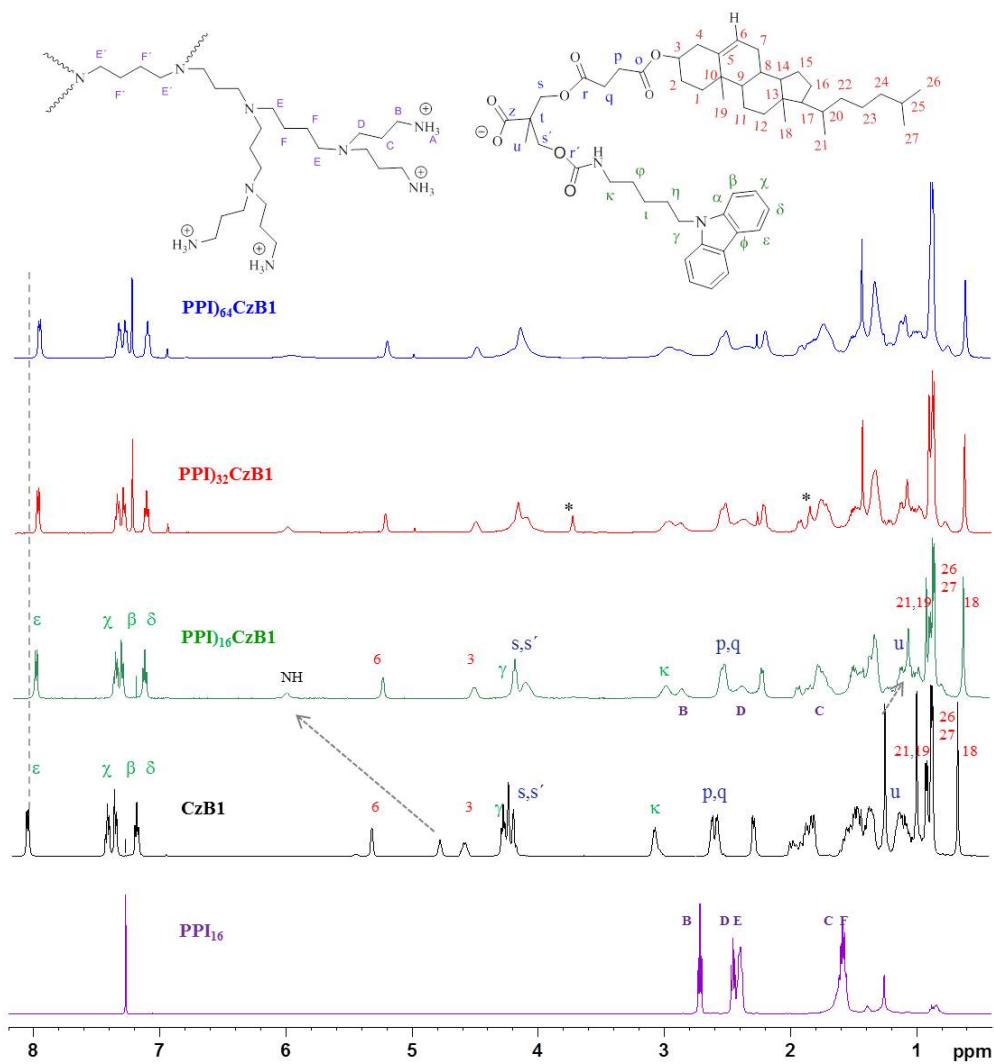 E´ F´ N N F´ E´
N E F F E N D C B A
⊕ NH3
⊕ NH3
N
H3N ⊕ ⊕ NH3
H
4 6 7
p O 3 5 8 14 15
O o 2 10 9 16 22 24 26
s O r q O 1 13 17 23 25
O z t 19 11 12 18 20 27
⊖ O u s´ 21
O r´ H N φ β
O κ ι η α χ
N δ
γ ϕ ε
PPI)64CzB1
PPI)32CzB1
* *
PPI)16CzB1
ε χ β δ NH 6 3 γ s,s´ κ B p,q D C u 21,19 26 27 18
CzB1
ε χ β δ 6 3 γ s,s´ κ p,q u 21,19 26 27 18
PPI16
B D E C F
8 7 6 5 4 3 2 1 ppm